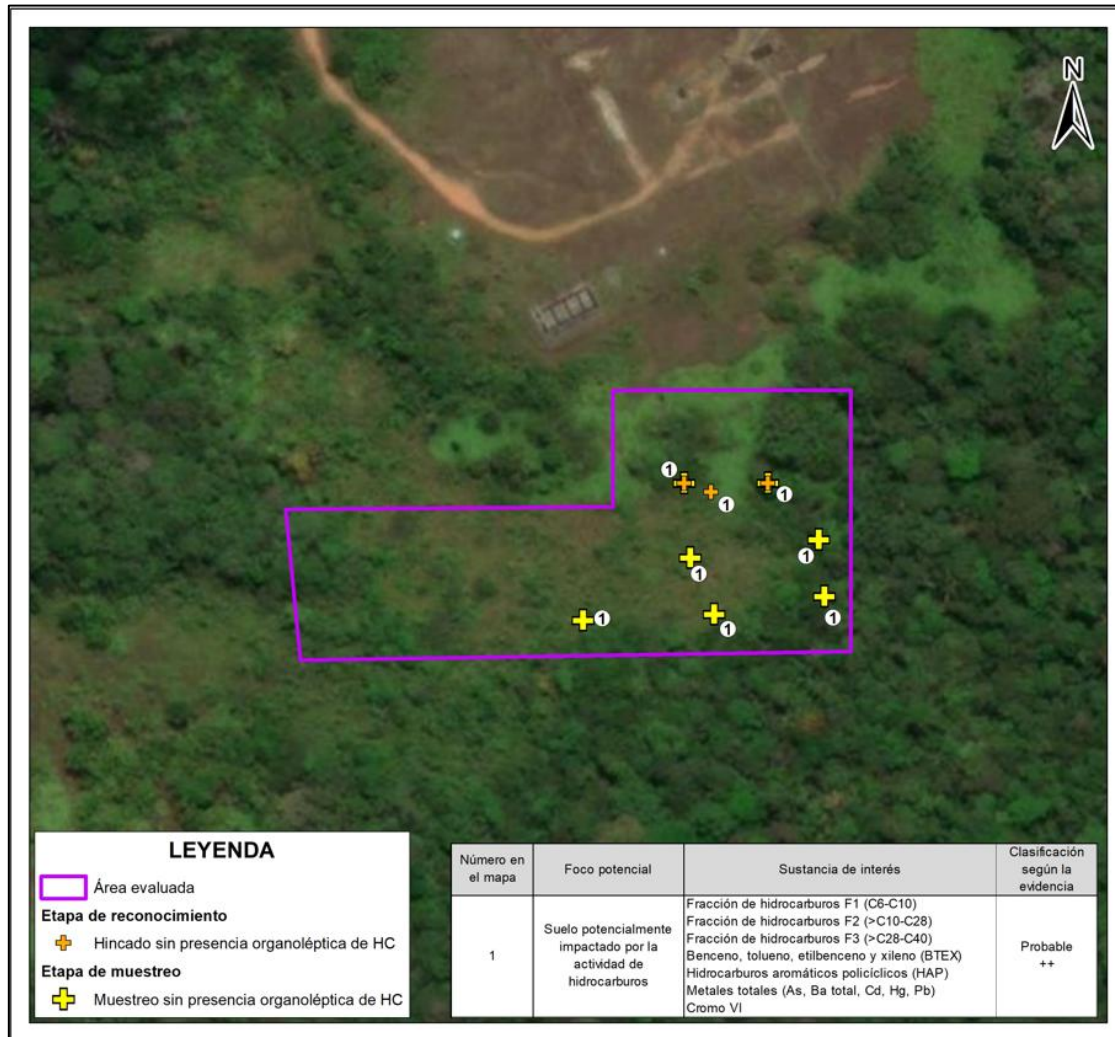 N
1
1
1
1
1
1
1
1
LEYENDA
Área evaluada
Etapa de reconocimiento
Hincado sin presencia organoléptica de HC
Etapa de muestreo
Muestreo sin presencia organoléptica de HC
Número en el mapa
Foco potencial
Sustancia de interés
Clasificación según la evidencia
1
Suelo potencialmente
impactado por la
actividad de
hidrocarburos
Fracción de hidrocarburos F1 (C6-C10)
Fracción de hidrocarburos F2 (>C10-C28)
Fracción de hidrocarburos F3 (>C28-C40)
Benceno, tolueno, etilbenceno y xileno (BTEX)
Hidrocarburos aromáticos policíclicos (HAP)
Metales totales (As, Ba total, Cd, Hg, Pb)
Cromo VI
Probable
++